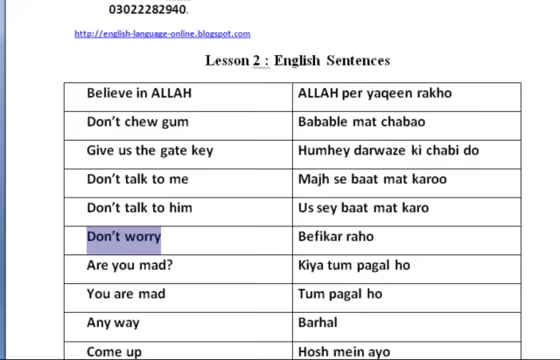 03022282940.
http://english-language-online.blogspot.com
Lesson 2 : English Sentences
Believe in ALLAH ALLAH per yaqeen rakho
Don't chew gum Babable mat chabao
Give us the gate key Humhey darwaze ki chabi do
Don't talk to me Majh se baat mat karoo
Don't talk to him Us sey baat mat karo
Don't worry Befikar raho
Are you mad? Kiya tum pagal ho
You are mad Tum pagal ho
Any way Barhal
Come up Hosh mein ayo